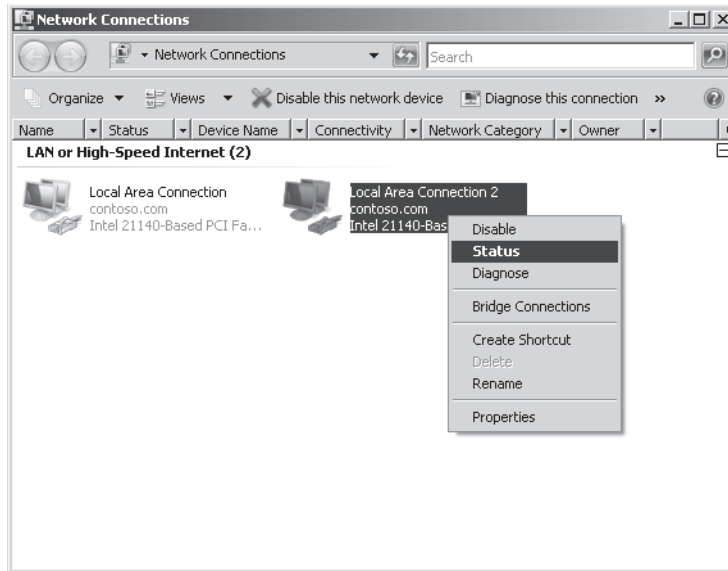 Network Connections
Network Connections Search
Organize Views Disable this network device Diagnose this connection »
Name Status Device Name Connectivity Network Category Owner
LAN or High-Speed Internet (2)
Local Area Connection
contoso.com
Intel 21140-Based PCI Fa...
Local Area Connection 2
contoso.com
Intel 21140-Bas
Disable
Status
Diagnose
Bridge Connections
Create Shortcut
Delete
Rename
Properties